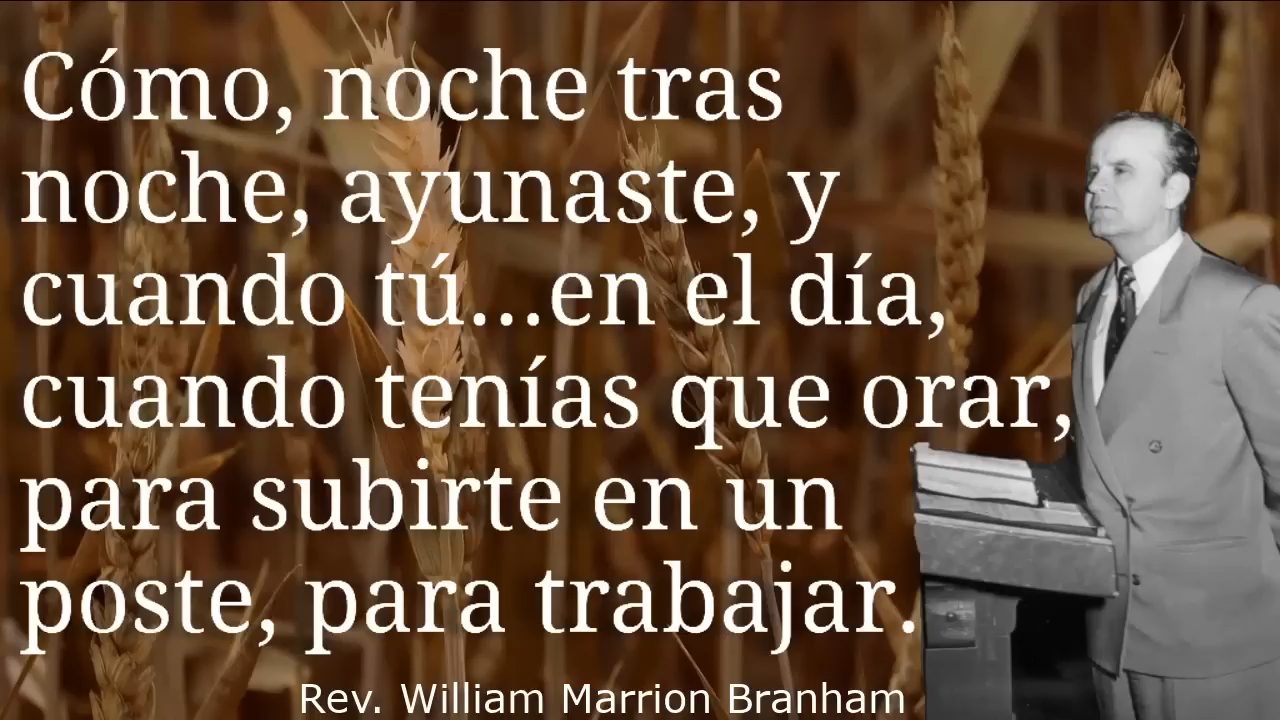 Cómo, noche tras
noche, ayunaste, y
cuando tú...en el día,
cuando tenías que orar,
para subirte en un
poste, para trabajar.
Rev. William Marrion Branham